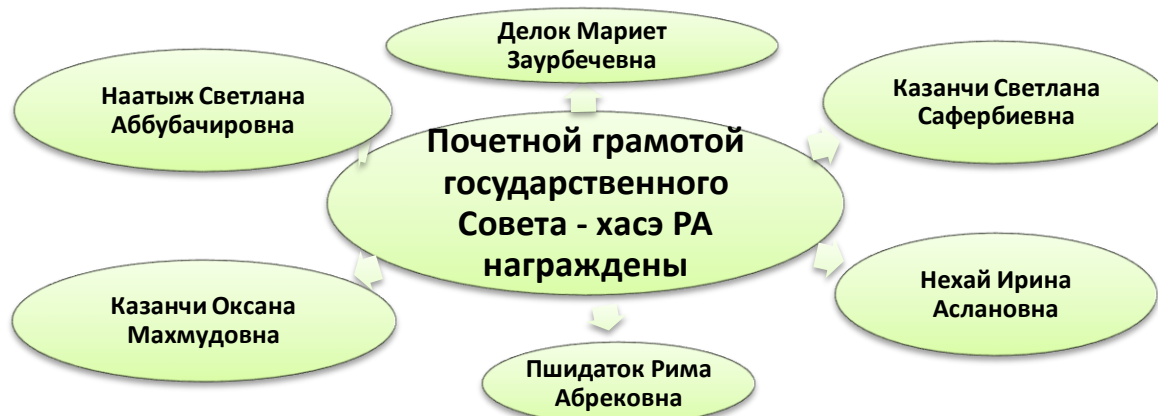 Делок Мариет
Заурбечевна
Наатыж Светлана
Аббубачировна
Казанчи Светлана
Сафербиевна
Почетной грамотой
государственного
Совета - хасэ РА
награждены
Казанчи Оксана
Махмудовна
Нехай Ирина
Аслановна
Пшидаток Рима
Абрековна